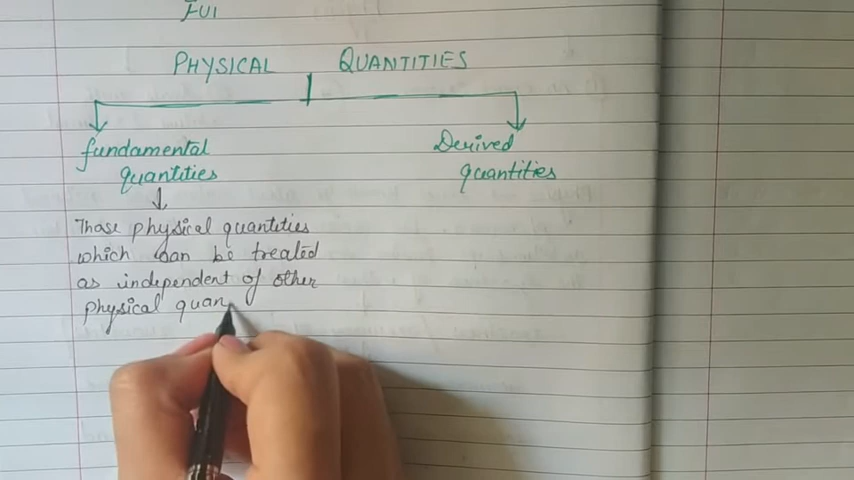 PHYSICAL QUANTITIES
fundamental
quantities
Derived
quantities
Those physical quantities
which can be treated
as independent of other
physical quan